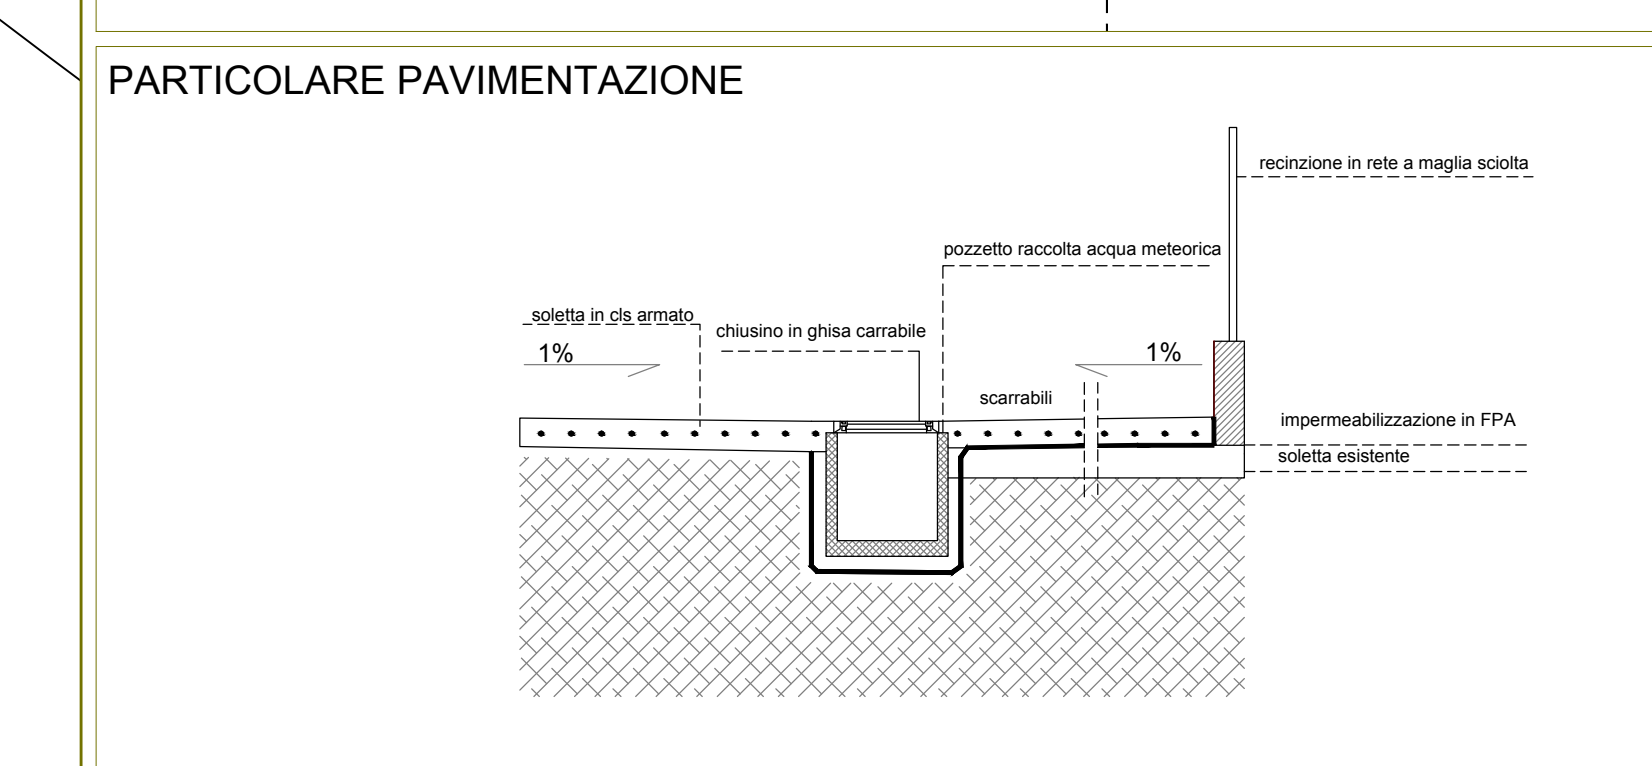 PARTICOLARE PAVIMENTAZIONE
recinzione in rete a maglia sciolta
pozzetto raccolta acqua meteorica
soletta in cls armato
chiusino in ghisa carrabile
1%
1%
scarrabili
impermeabilizzazione in FPA
soletta esistente